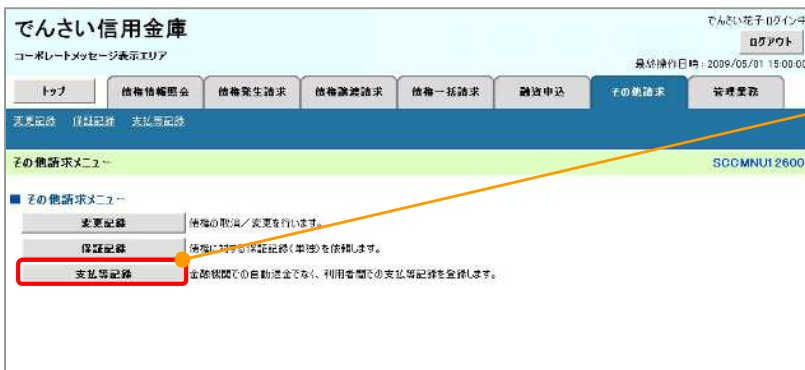 でんさい信用金庫
コーポレートメッセージ表示エリア
でんさい花子 ログイン中
ログアウト
最終操作日時：2009/05/01 15:00:00
トップ 債権情報照会 債権発生請求 債権譲渡請求 債権一括請求 融資申込 その他請求 管理業務
変更記録 保証記録 支払等記録
その他請求メニュー SCCMNU12600
■ その他請求メニュー
変更記録 債権の取消／変更を行います。
保証記録 債権に対する保証記録(単独)を依頼します。
支払等記録 金融機関での自動送金でなく、利用者間での支払等記録を登録します。